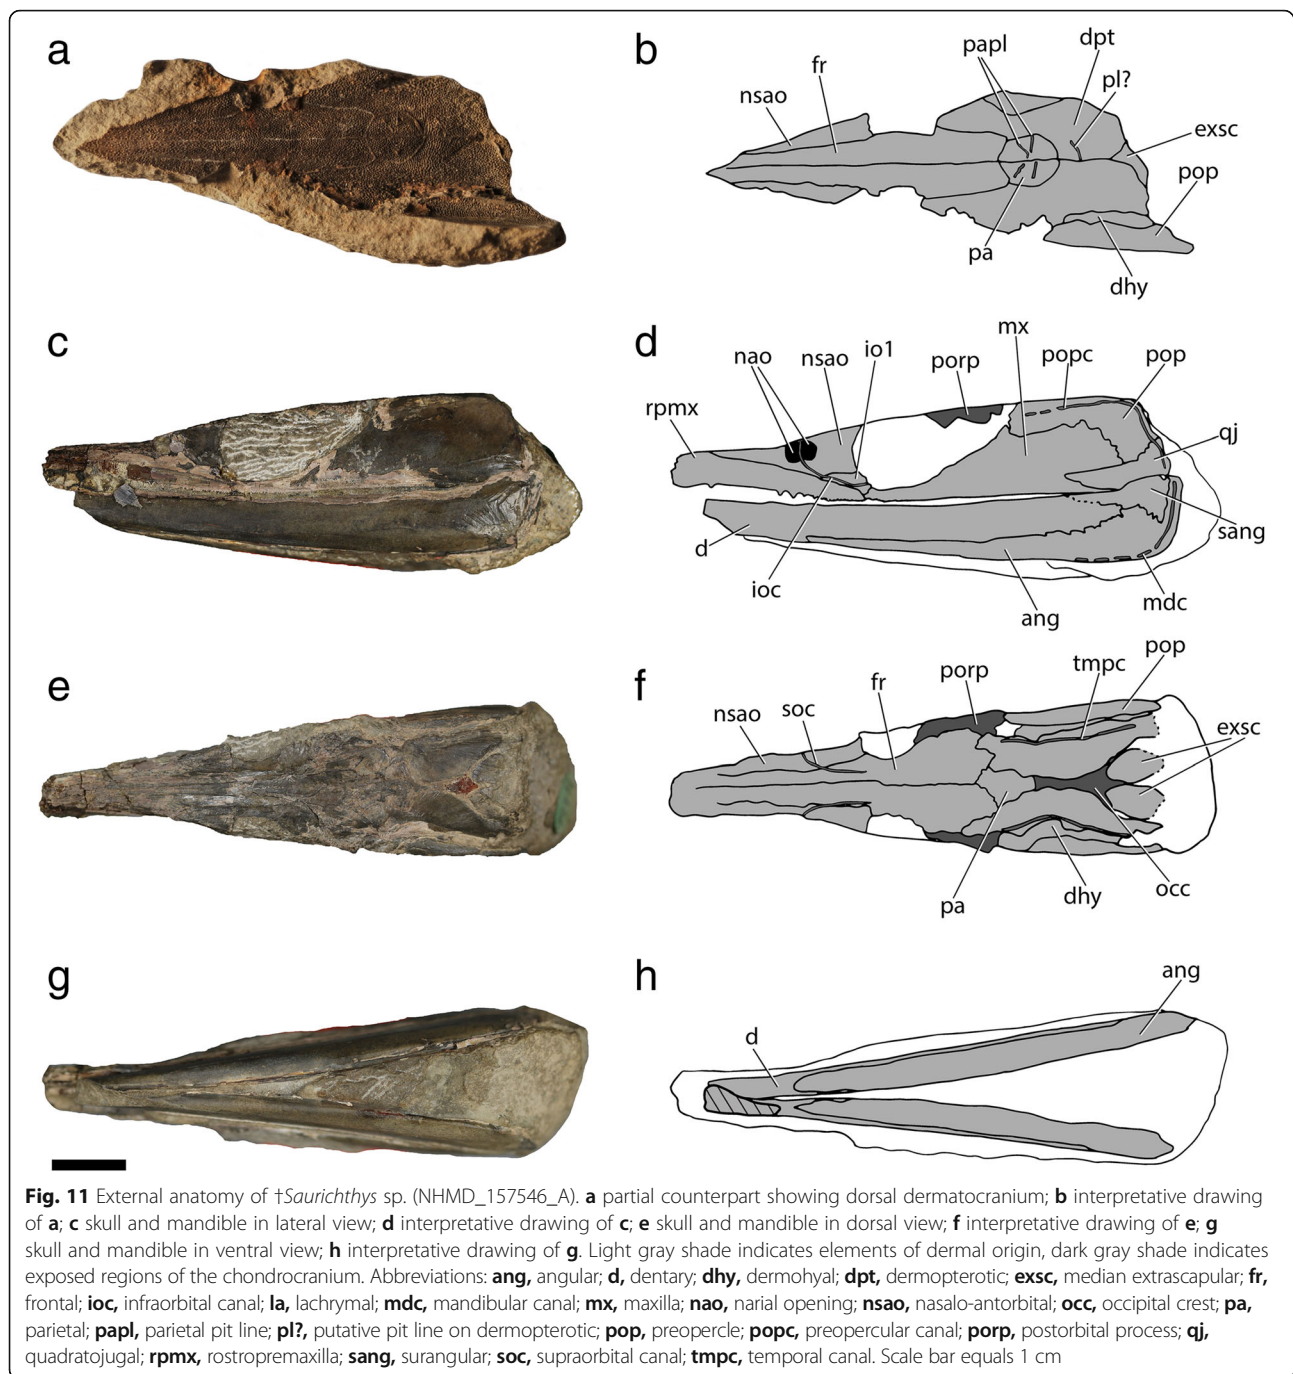 a
b
papl
dpt
fr
pl?
nsao
exsc
pop
pa
dhy
c
d
mx
nao
nsao
io1
porp
popc
pop
rpmx
qj
sang
d
ioc
ang
mdc
e
f
pop
tmpc
porp
fr
soc
nsao
exsc
pa
dhy
occ
g
h
ang
d
Fig. 11 External anatomy of †Saurichthys sp. (NHMD_157546_A). a partial counterpart showing dorsal dermatocranium; b interpretative drawing
of a; c skull and mandible in lateral view; d interpretative drawing of c; e skull and mandible in dorsal view; f interpretative drawing of e; g
skull and mandible in ventral view; h interpretative drawing of g. Light gray shade indicates elements of dermal origin, dark gray shade indicates
exposed regions of the chondrocranium. Abbreviations: ang, angular; d, dentary; dhy, dermohyal; dpt, dermopterotic; exsc, median extrascapular; fr,
frontal; ioc, infraorbital canal; la, lachrymal; mdc, mandibular canal; mx, maxilla; nao, narial opening; nsao, nasalo-antorbital; occ, occipital crest; pa,
parietal; papl, parietal pit line; pl?, putative pit line on dermopterotic; pop, preopercle; popc, preopercular canal; porp, postorbital process; qj,
quadratojugal; rpmx, rostropremaxilla; sang, surangular; soc, supraorbital canal; tmpc, temporal canal. Scale bar equals 1 cm